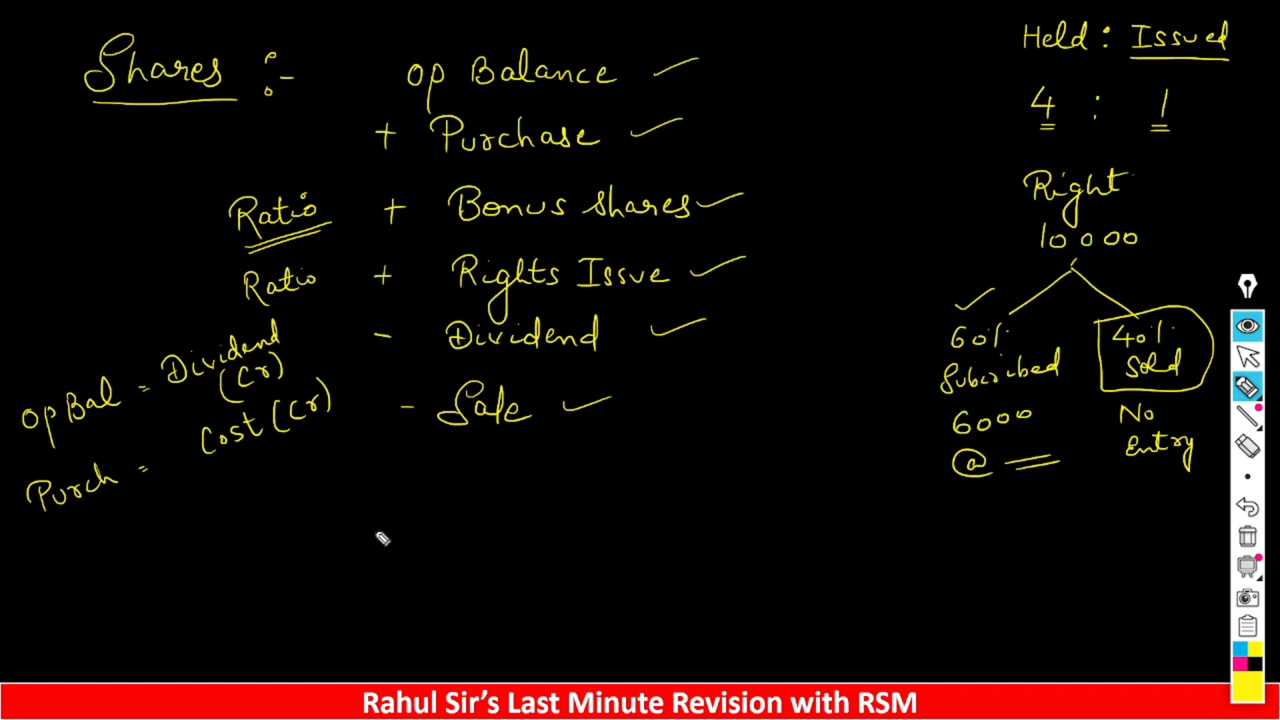 Shares :-
op Balance
+ Purchase
Ratio + Bonus shares
Ratio + Rights Issue
- Dividend
- Sale
Op Bal = Dividend (Cr)
Purch = Cost (Cr)
Held : Issued
4 : 1
Right
10000
60% 40%
Subscribed Sold
6000 No
@ Entry
Rahul Sir's Last Minute Revision with RSM